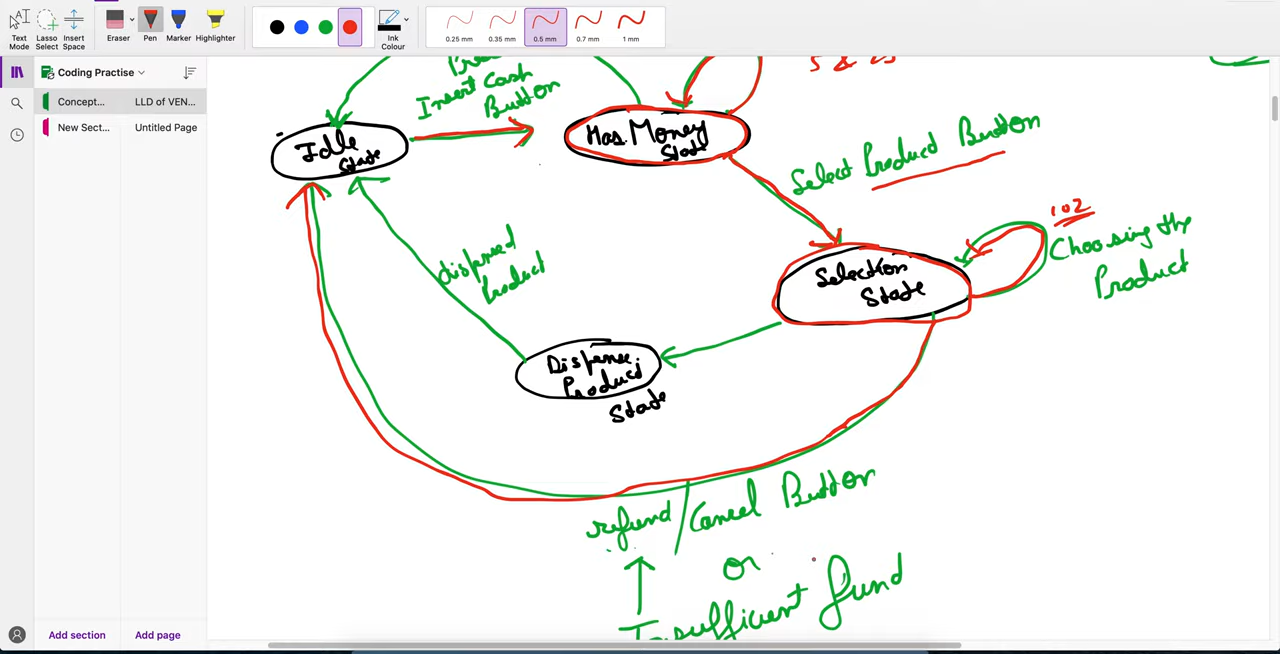 Text Mode
Lasso Select
Insert Space
Eraser
Pen
Marker
Highlighter
Ink Colour
0.25 mm
0.35 mm
0.5 mm
0.7 mm
1 mm
Coding Practise
Concept...
LLD of VEN...
New Sect...
Untitled Page
Add section
Add page
Insert Cash
Button
5 & 25
Idle
State
Has Money
State
Select Product Button
102
Choosing the
Product
Selection
State
dispensed
Product
Dispense
Product
State
refund/Cancel Button
or
Insufficient fund